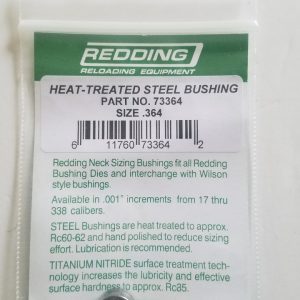 REDDING
RELOADING EQUIPMENT
HEAT-TREATED STEEL BUSHING
PART NO. 73364
SIZE .364
6 11760 73364 2
Redding Neck Sizing Bushings fit all Redding
Bushing Dies and interchange with Wilson
style bushings.
Available in .001" increments from 17 thru
338 calibers.
STEEL Bushings are heat treated to approx.
Rc60-62 and hand polished to reduce sizing
effort. Lubrication is recommended.
TITANIUM NITRIDE surface treatment tech-
nology increases the lubricity and effective
surface hardness to approx. Rc85.